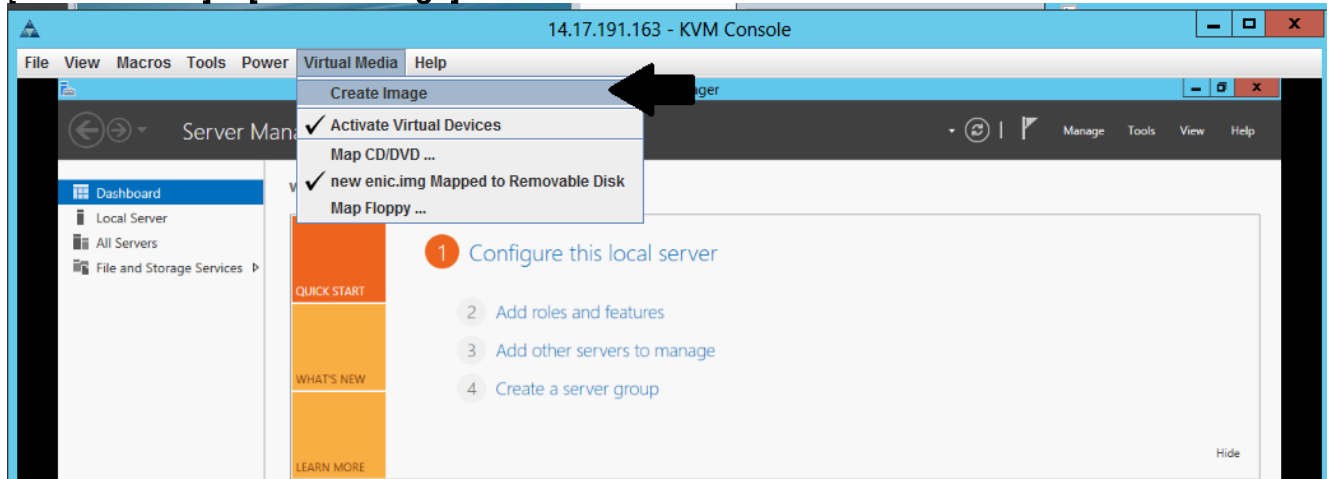 14.17.191.163 - KVM Console
File View Macros Tools Power Virtual Media Help
Create Image
Activate Virtual Devices
Map CD/DVD ...
new enic.img Mapped to Removable Disk
Map Floppy ...
Manage Tools View Help
Dashboard
Local Server
All Servers
File and Storage Services
QUICK START
WHAT'S NEW
LEARN MORE
1 Configure this local server
2 Add roles and features
3 Add other servers to manage
4 Create a server group
Hide